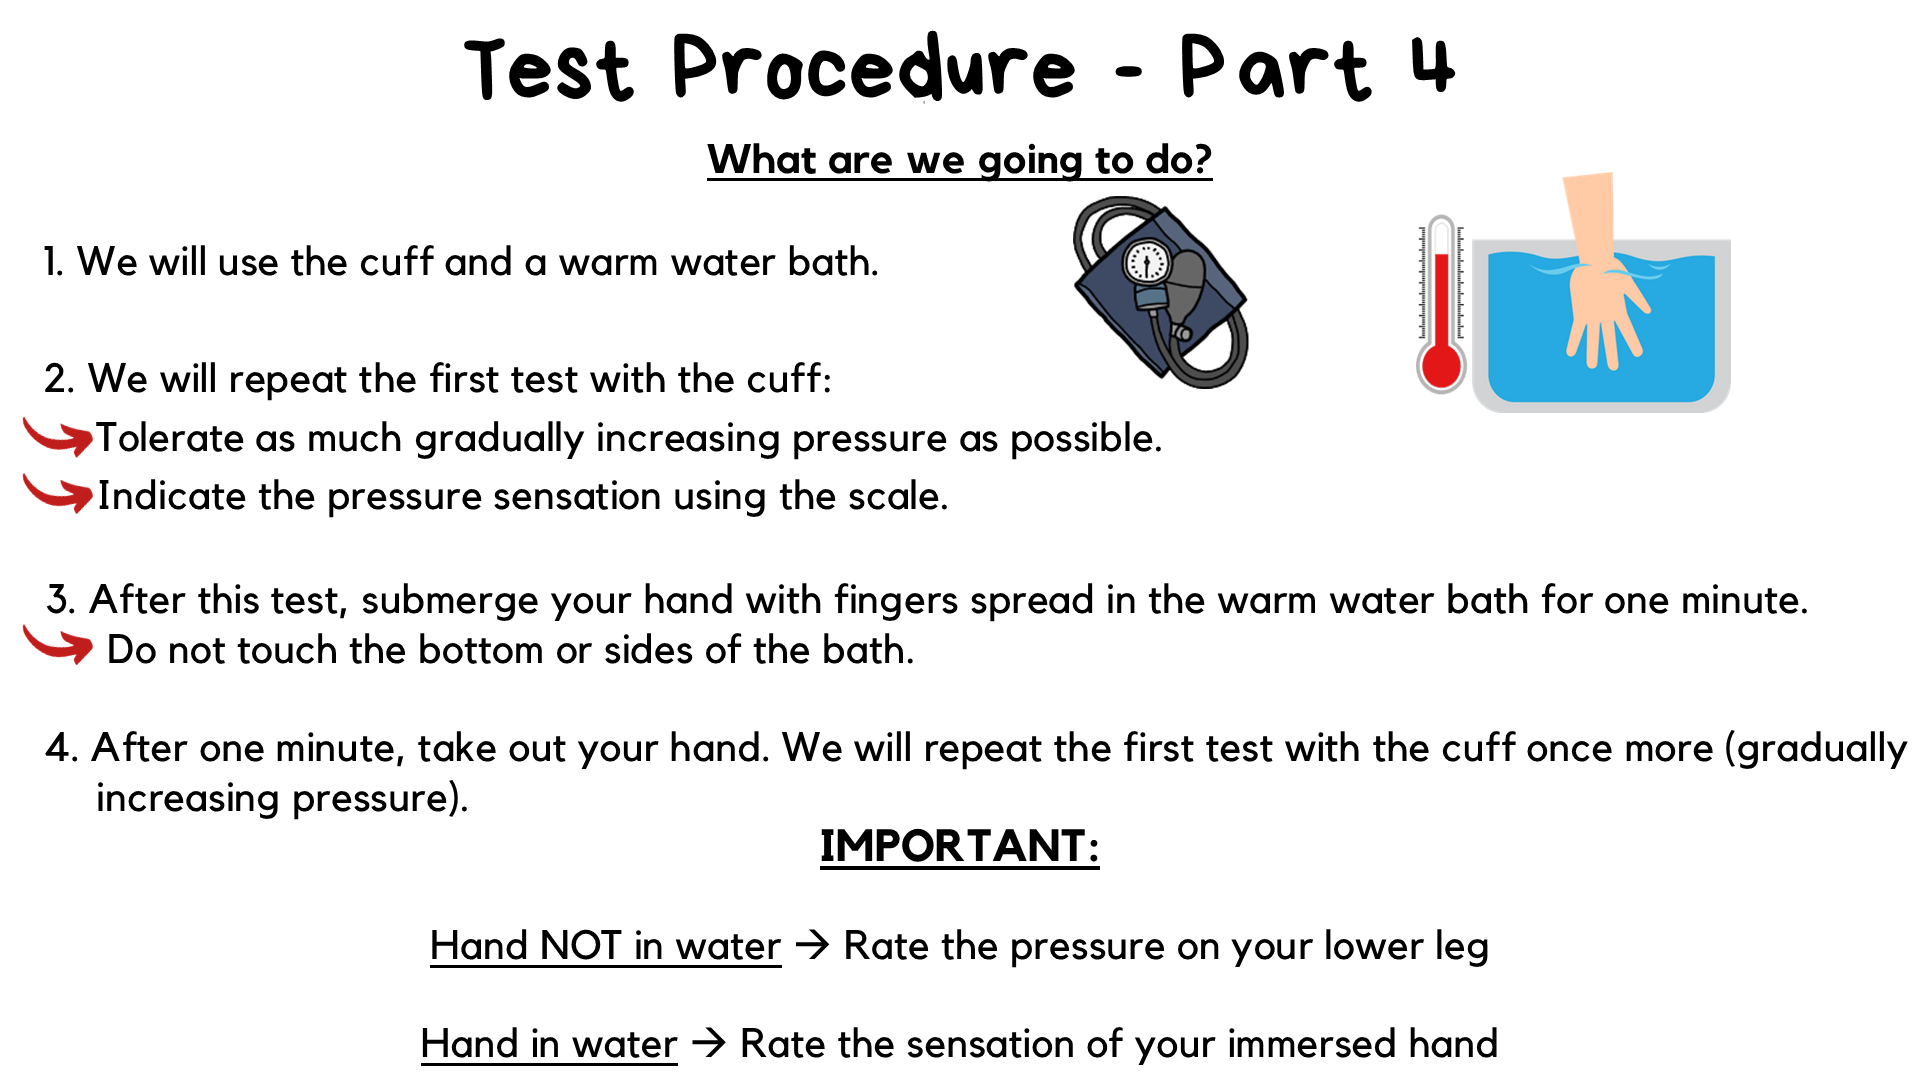 Test Procedure - Part 4
What are we going to do?
1. We will use the cuff and a warm water bath.
2. We will repeat the first test with the cuff:
Tolerate as much gradually increasing pressure as possible.
Indicate the pressure sensation using the scale.
3. After this test, submerge your hand with fingers spread in the warm water bath for one minute.
Do not touch the bottom or sides of the bath.
4. After one minute, take out your hand. We will repeat the first test with the cuff once more (gradually
increasing pressure).
IMPORTANT:
Hand NOT in water → Rate the pressure on your lower leg
Hand in water → Rate the sensation of your immersed hand